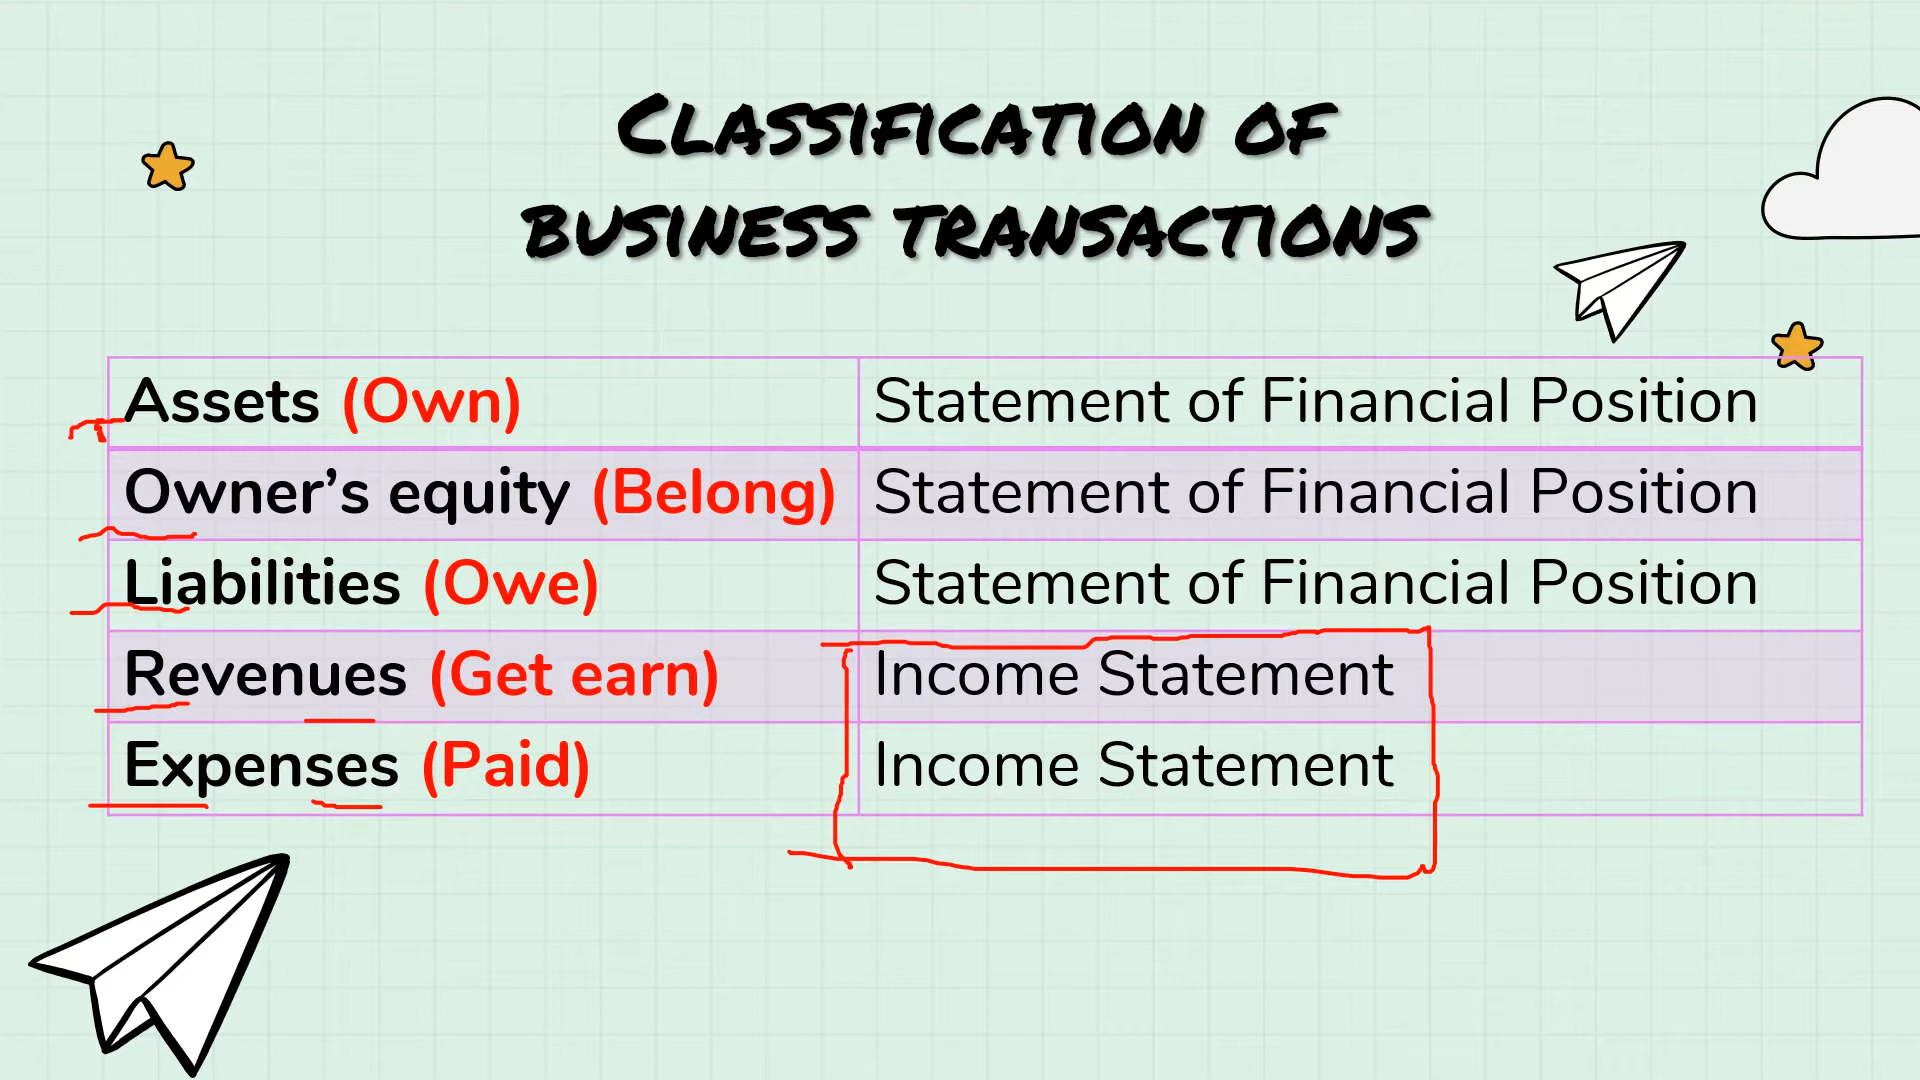 CLASSIFICATION OF
BUSINESS TRANSACTIONS
Assets (Own) Statement of Financial Position
Owner’s equity (Belong) Statement of Financial Position
Liabilities (Owe) Statement of Financial Position
Revenues (Get earn) Income Statement
Expenses (Paid) Income Statement